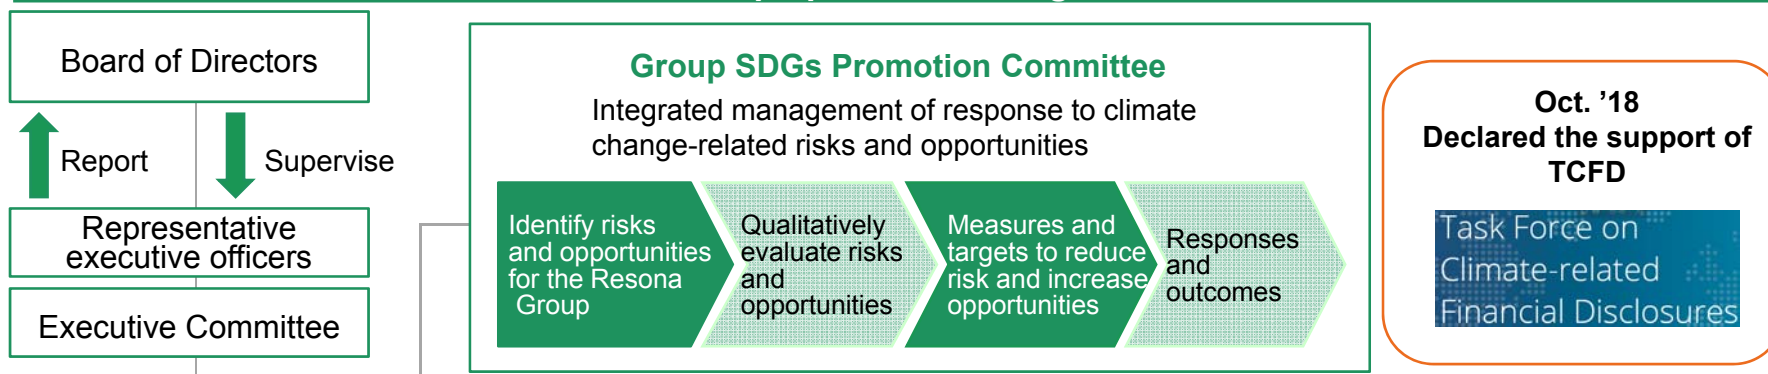 Board of Directors
Report
Supervise
Representative
executive officers
Executive Committee
Group SDGs Promotion Committee
Integrated management of response to climate
change-related risks and opportunities
Identify risks
and opportunities
for the Resona
Group
Qualitatively
evaluate risks
and
opportunities
Measures and
targets to reduce
risk and increase
opportunities
Responses
and
outcomes
Oct. ’18
Declared the support of
TCFD
Task Force on
Climate-related
Financial Disclosures